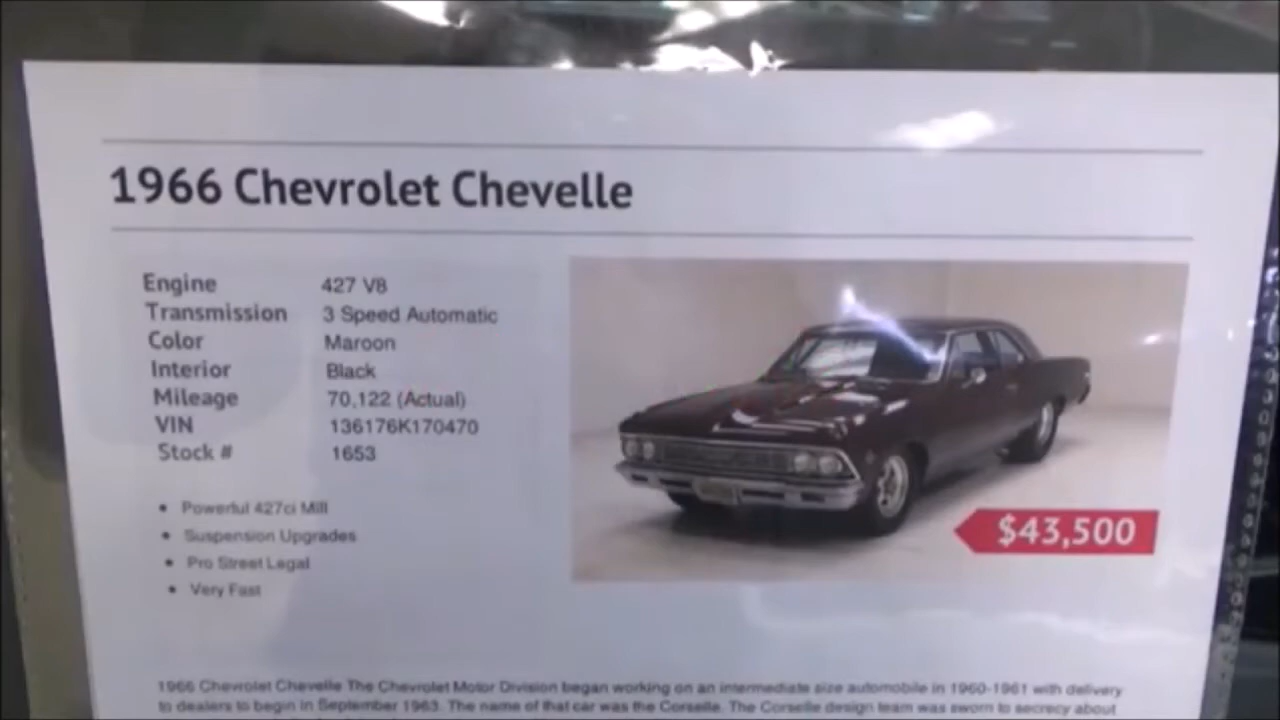 1966 Chevrolet Chevelle
Engine 427 V8
Transmission 3 Speed Automatic
Color Maroon
Interior Black
Mileage 70,122 (Actual)
VIN 136176K170470
Stock # 1653
• Powerful 427ci Mill
• Suspension Upgrades
• Pro Street Legal
• Very Fast
$43,500
1966 Chevrolet Chevelle The Chevrolet Motor Division began working on an intermediate size automobile in 1960-1961 with delivery
to dealers to begin in September 1963. The name of that car was the Corselle. The Corselle design team was sworn to secrecy about